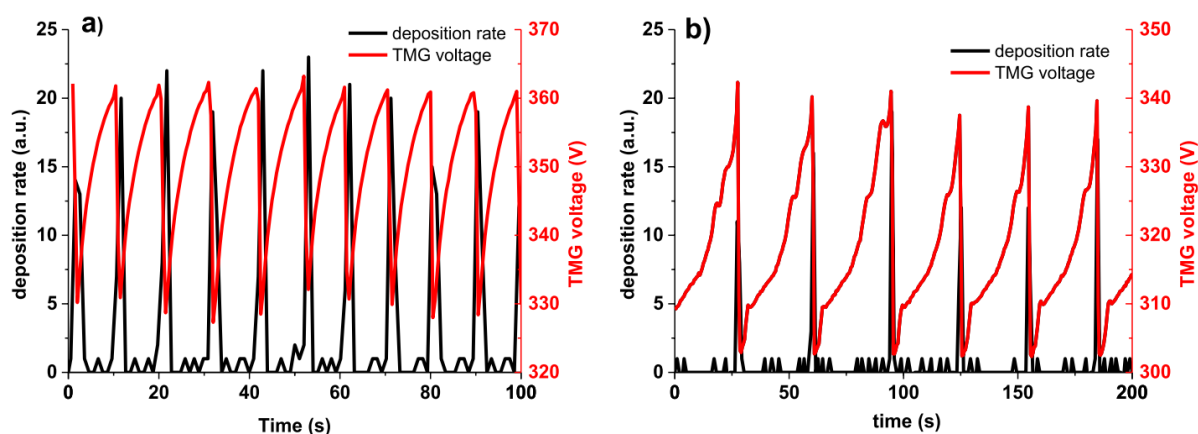 a)
deposition rate
TMG voltage
deposition rate (a.u.)
25
20
15
10
5
0
0 20 40 60 80 100
Time (s)
370
360
350
340
330
320
TMG voltage (V)
b)
deposition rate
TMG voltage
deposition rate (a.u.)
25
20
15
10
5
0
0 50 100 150 200
time (s)
350
340
330
320
310
300
TMG voltage (V)